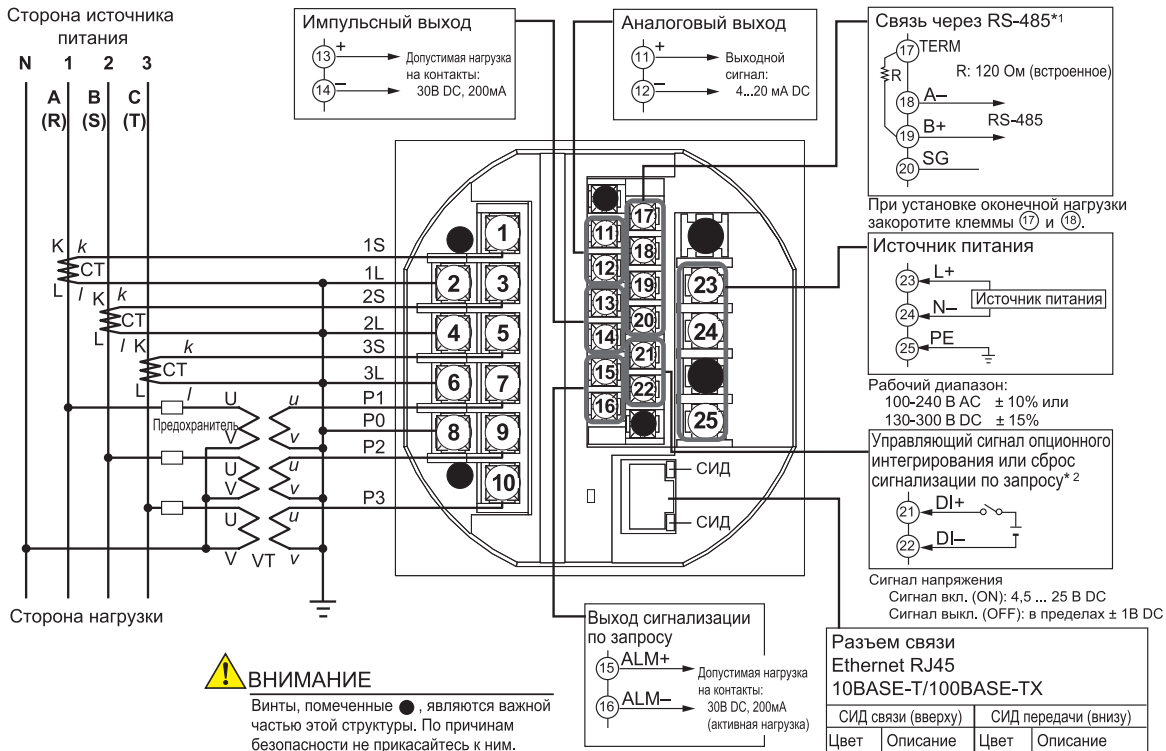 Сторона источника
питания
N 1 2 3
A B C
(R) (S) (T)
Импульсный выход
13 +
14 –
Допустимая нагрузка
на контакты:
30В DC, 200мА
Аналоговый выход
11 +
12 –
Выходной
сигнал:
4...20 мА DC
Связь через RS-485*1
17 TERM
R
R: 120 Ом (встроенное)
18 A–
19 B+
RS-485
20 SG
При установке оконечной нагрузки
закоротите клеммы 17 и 18.
Источник питания
23 L+
24 N–
Источник питания
25 PE
Рабочий диапазон:
100-240 В AC ± 10% или
130-300 В DC ± 15%
Управляющий сигнал опционного
интегрирования или сброс
сигнализации по запросу*2
21 DI+
22 DI–
Сигнал напряжения
Сигнал вкл. (ON): 4,5 ... 25 В DC
Сигнал выкл. (OFF): в пределах ± 1В DC
K k
CT
L l
K k
CT
L l
K k
CT
L l
1S
1L
2S
2L
3S
3L
P1
P0
P2
P3
Предохранитель
U u
V v
U u
V v
U u
V VT v
1
2 3
4 5
6 7
8 9
10
11
12
13
14
15
16
17
18
19
20
21
22
23
24
25
СИД
СИД
Сторона нагрузки
ВНИМАНИЕ
Винты, помеченные ●, являются важной
частью этой структуры. По причинам
безопасности не прикасайтесь к ним.
Выход сигнализации
по запросу
15 ALM+
16 ALM–
Допустимая нагрузка
на контакты:
30В DC, 200мА
(активная нагрузка)
Разъем связи
Ethernet RJ45
10BASE-T/100BASE-TX
СИД связи (вверху) СИД передачи (внизу)
Цвет Описание Цвет Описание